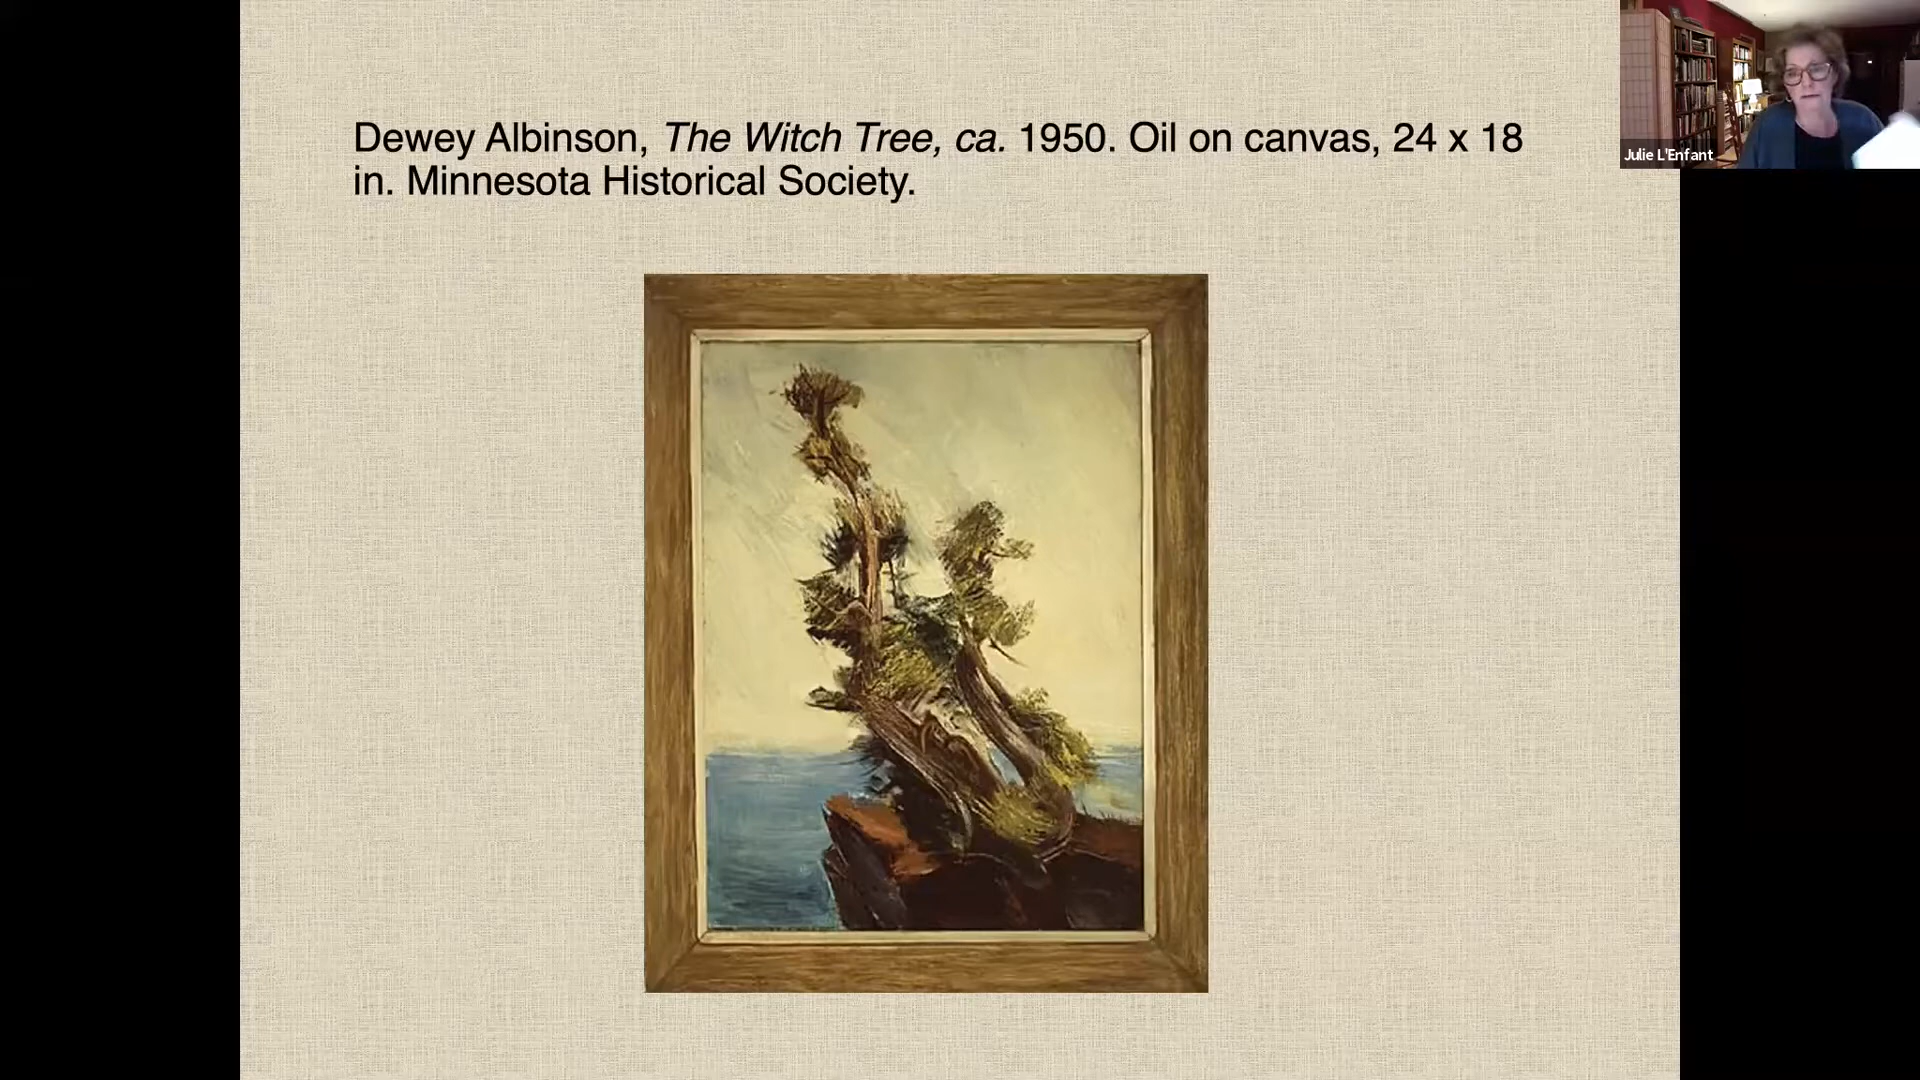 Dewey Albinson, The Witch Tree, ca. 1950. Oil on canvas, 24 x 18
in. Minnesota Historical Society.
Julie L'Enfant